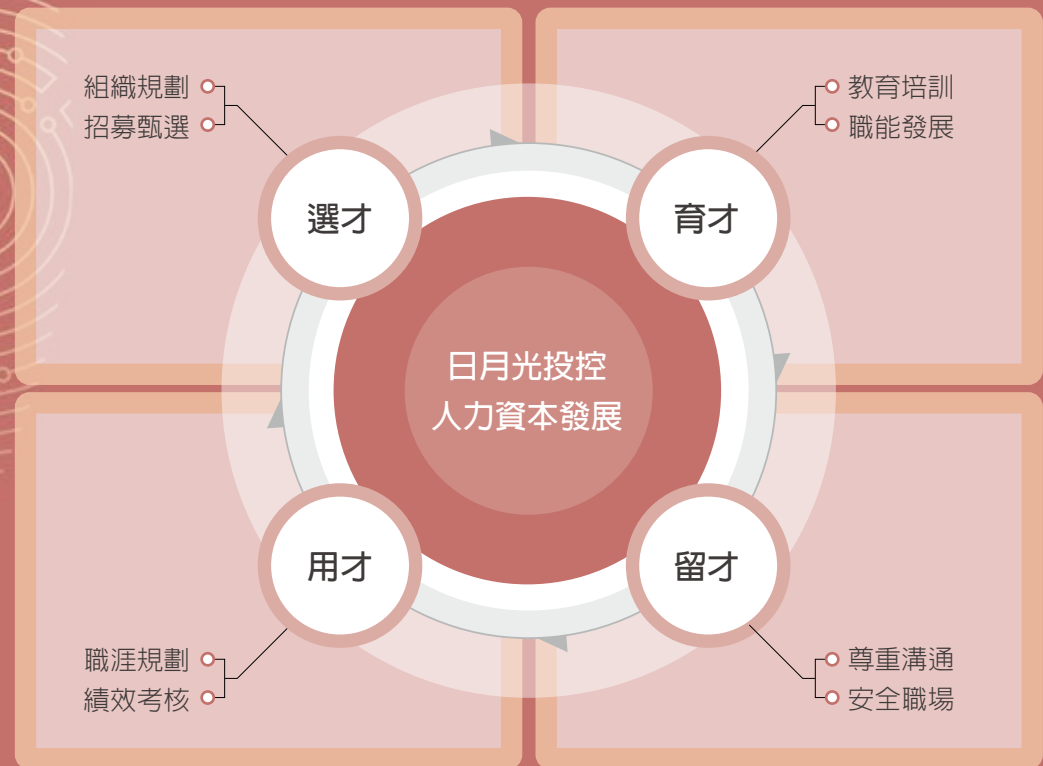 組織規劃
招募甄選
選才
教育培訓
職能發展
育才
日月光投控
人力資本發展
用才
職涯規劃
績效考核
留才
尊重溝通
安全職場